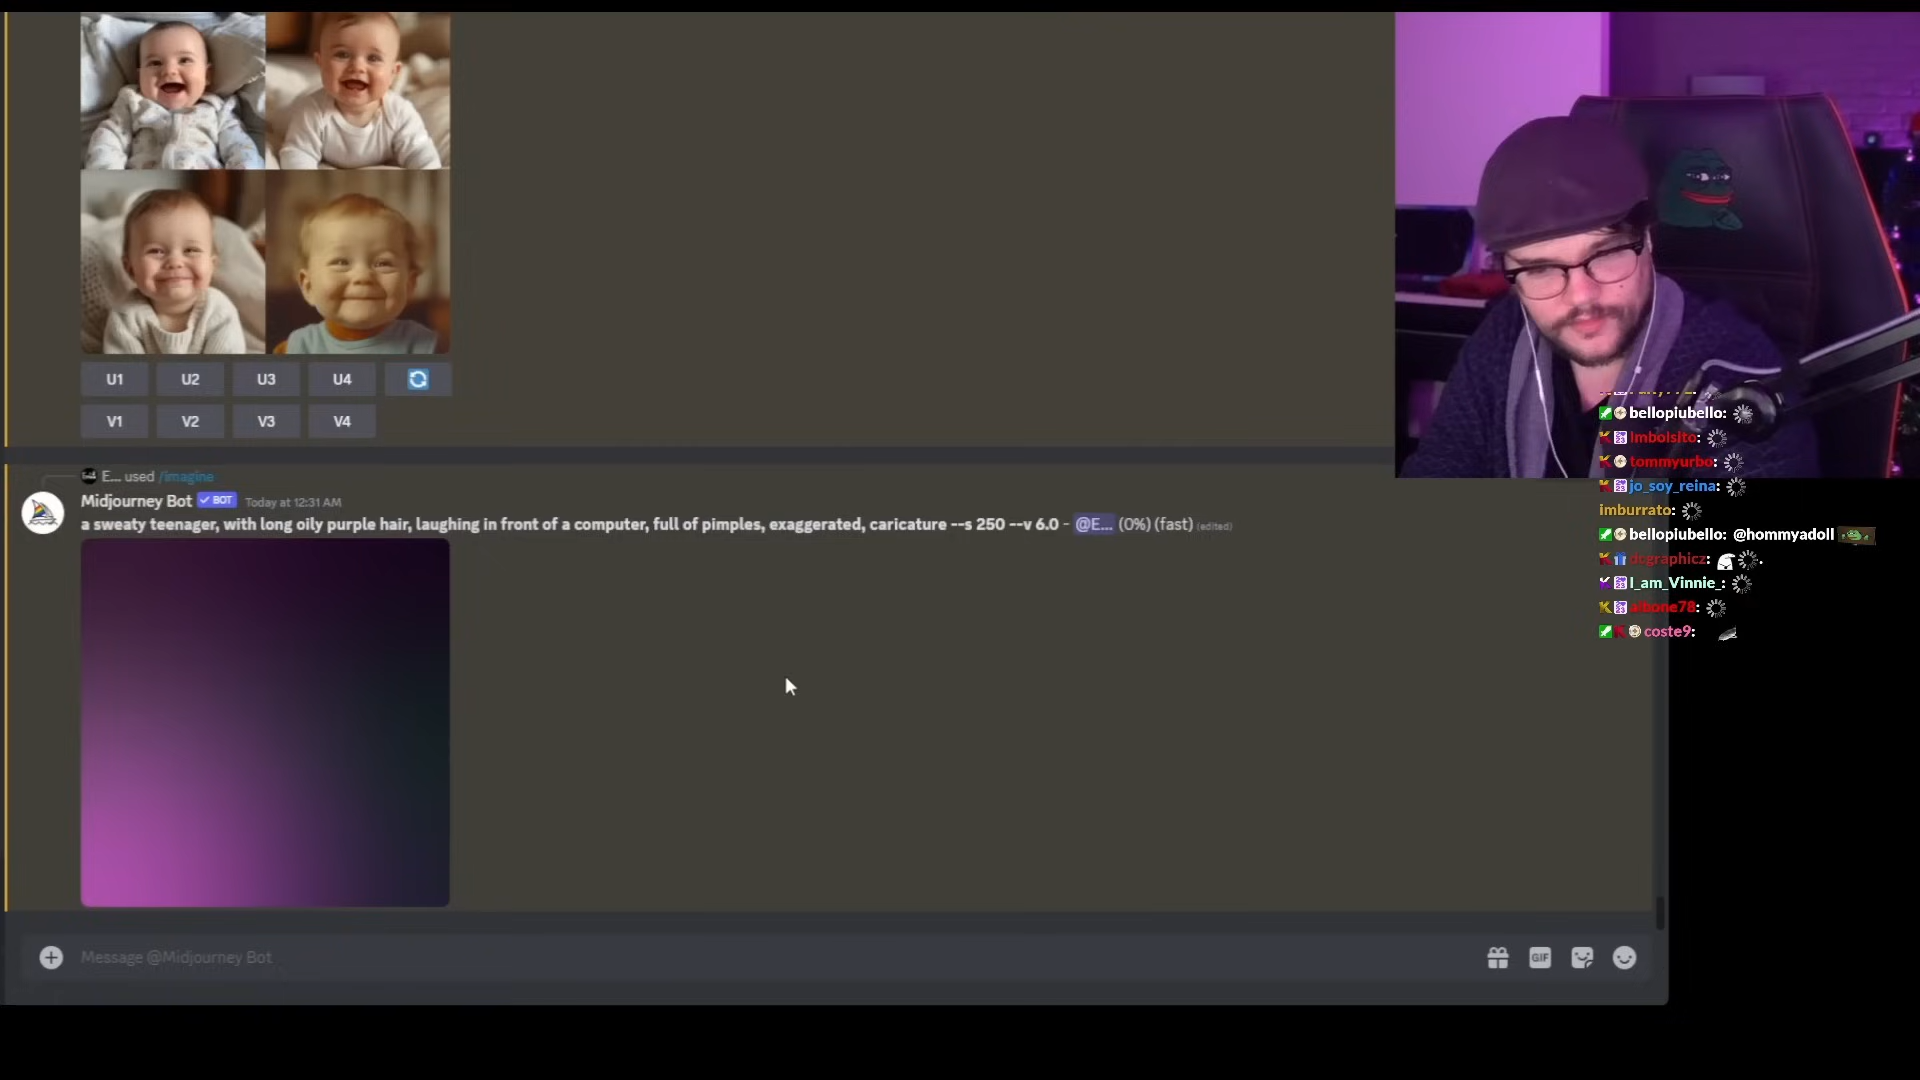 U1 U2 U3 U4
V1 V2 V3 V4
E... used /imagine
Midjourney Bot ✓ BOT Today at 12:31 AM
a sweaty teenager, with long oily purple hair, laughing in front of a computer, full of pimples, exaggerated, caricature --s 250 --v 6.0 - @E... (0%) (fast) (edited)
Message @Midjourney Bot
GIF
bellopiubello:
Imbolsito:
tommyurbo:
jo_soy_reina:
imburrato:
bellopiubello: @hommyadoll
dcgraphicz:
I_am_Vinnie_:
albone78:
coste9: